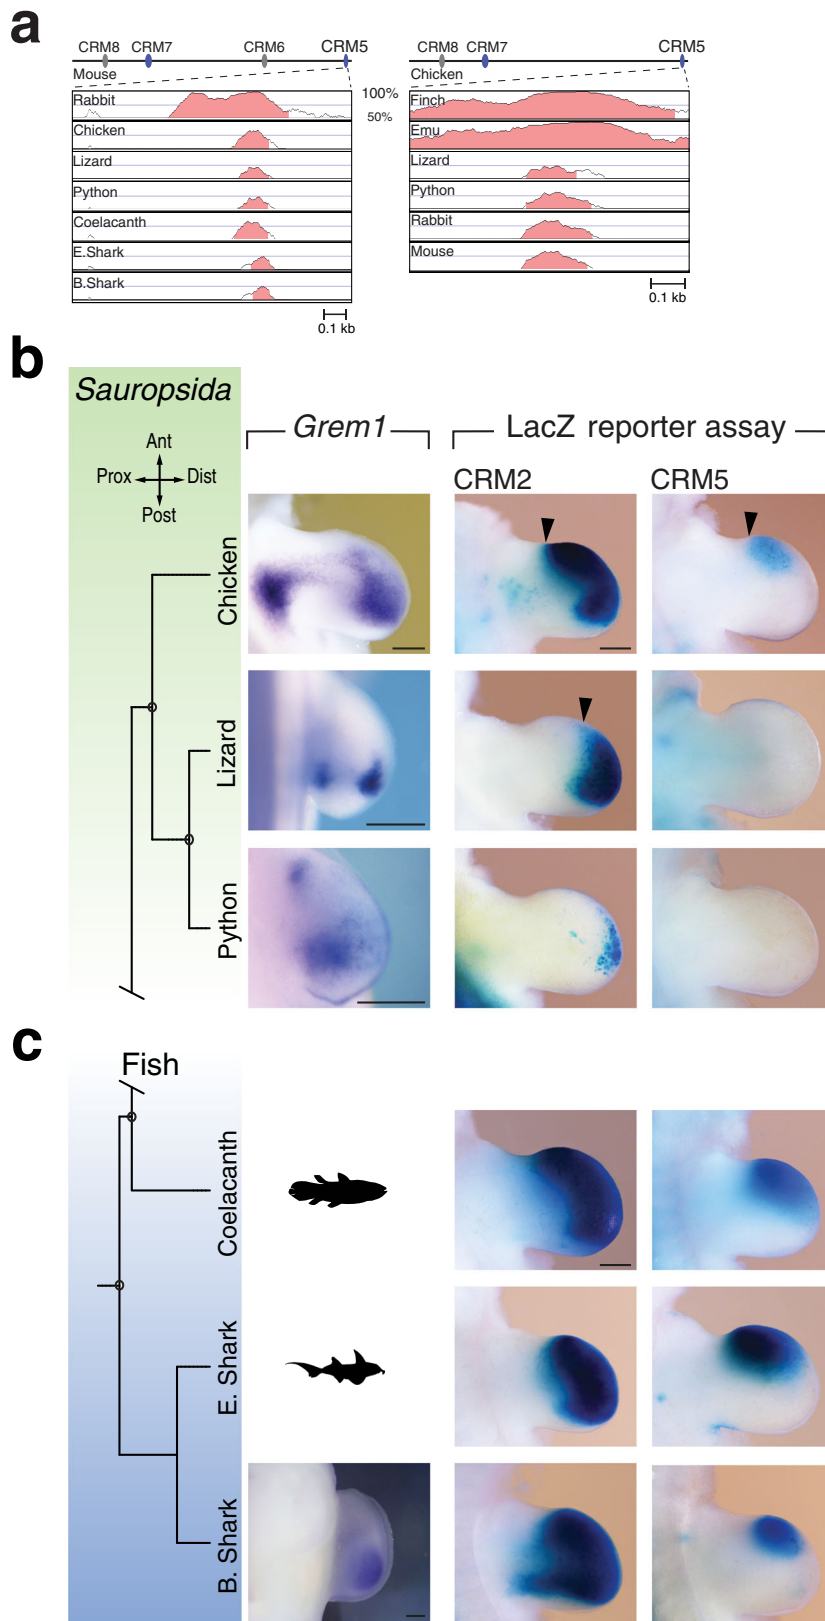 a
CRM8 CRM7 CRM6 CRM5
Mouse
Rabbit
100%
50%
Chicken
Lizard
Python
Coelacanth
E.Shark
B.Shark
0.1 kb
CRM8 CRM7 CRM5
Chicken
Finch
Emu
Lizard
Python
Rabbit
Mouse
0.1 kb
b
Sauropsida
Ant
Prox Dist
Post
Grem1
LacZ reporter assay
CRM2 CRM5
Chicken
Lizard
Python
c
Fish
Coelacanth
E. Shark
B. Shark